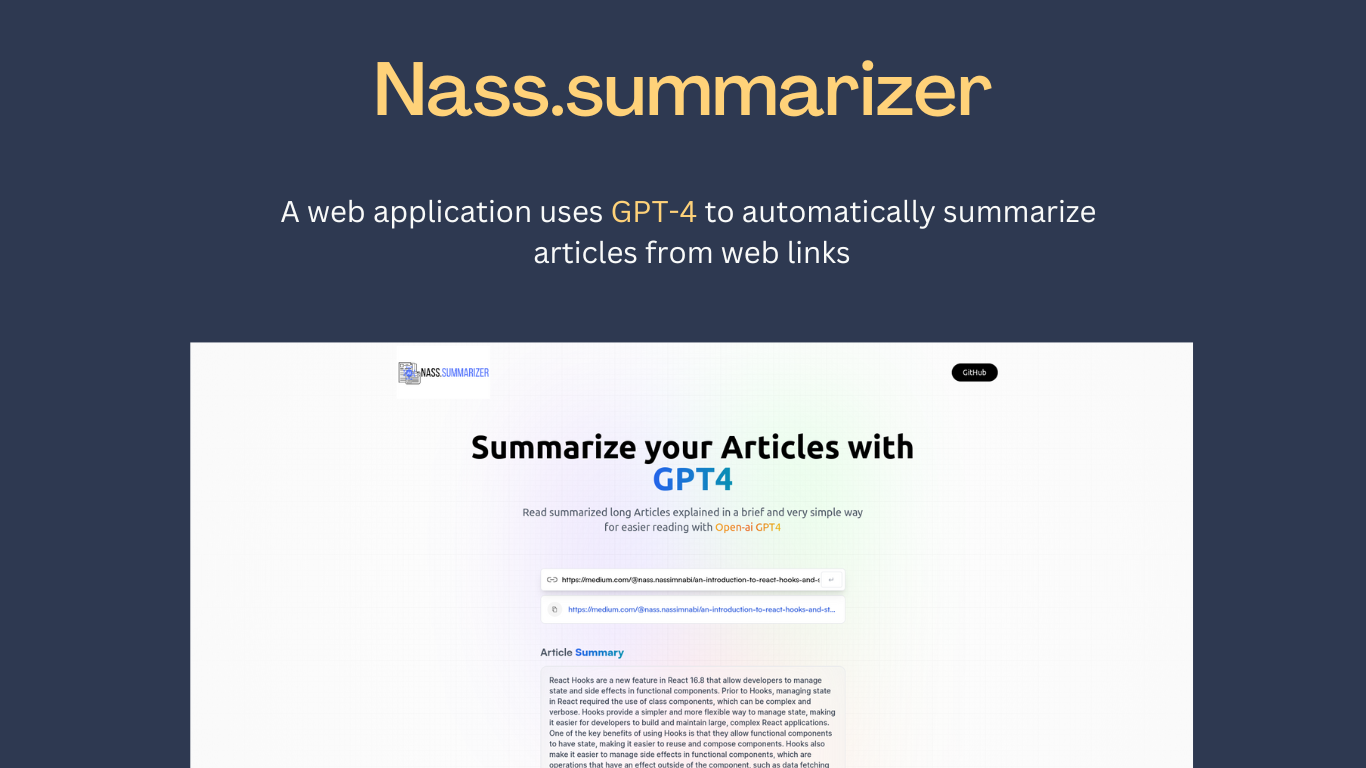 Nass.summarizer
A web application uses GPT-4 to automatically summarize
articles from web links
NASS.SUMMARIZER
GitHub
Summarize your Articles with
GPT4
Read summarized long Articles explained in a brief and very simple way
for easier reading with Open-ai GPT4
https://medium.com/@nass.nassimnabi/an-introduction-to-react-hooks-and-s
https://medium.com/@nass.nassimnabi/an-introduction-to-react-hooks-and-st...
Article Summary
React Hooks are a new feature in React 16.8 that allow developers to manage
state and side effects in functional components. Prior to Hooks, managing state
in React required the use of class components, which can be complex and
verbose. Hooks provide a simpler and more flexible way to manage state, making
it easier for developers to build and maintain large, complex React applications.
One of the key benefits of using Hooks is that they allow functional components
to have state, making it easier to reuse and compose components. Hooks also
make it easier to manage side effects in functional components, which are
operations that have an effect outside of the component, such as data fetching